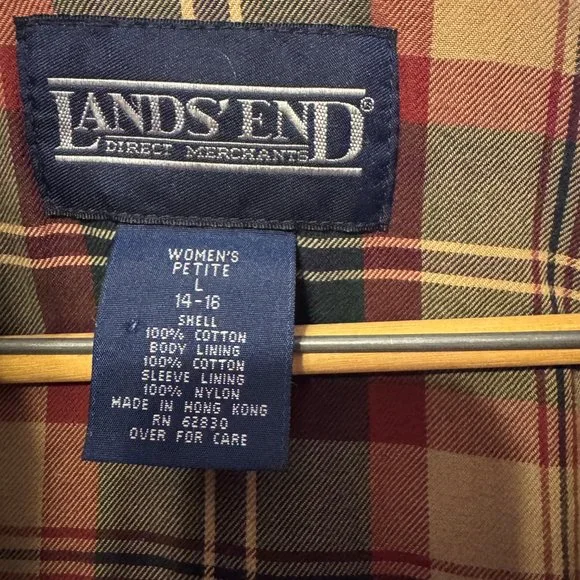 LANDS' END®
DIRECT MERCHANTS
WOMEN'S
PETITE
L
14-16
SHELL
100% COTTON
BODY LINING
100% COTTON
SLEEVE LINING
100% NYLON
MADE IN HONG KONG
RN 62830
OVER FOR CARE